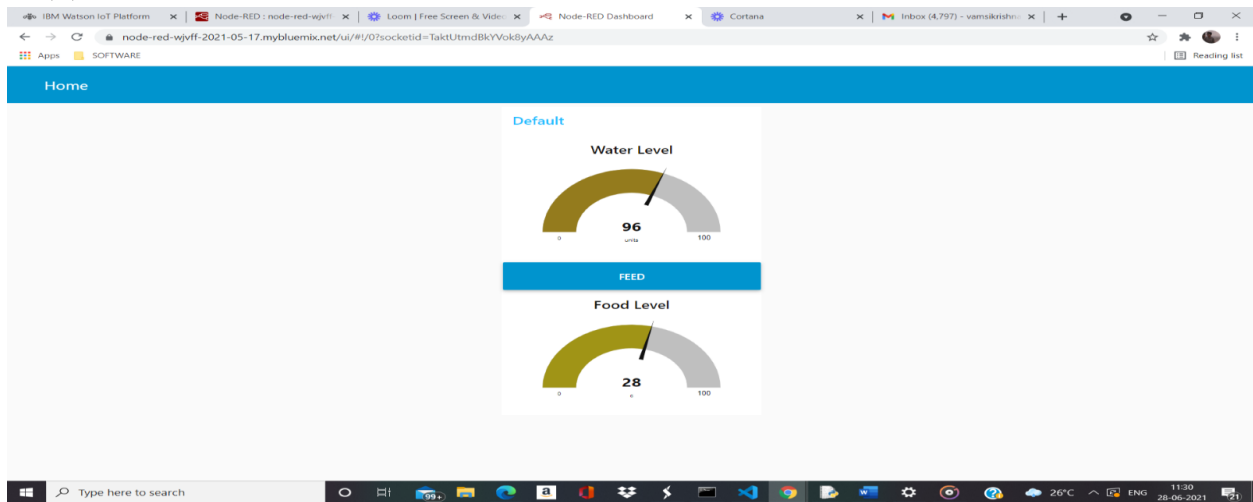 IBM Watson IoT Platform
Node-RED : node-red-wjvff-
Loom | Free Screen & Video
Node-RED Dashboard
Cortana
Inbox (4,797) - vamsikrishna
node-red-wjvff-2021-05-17.mybluemix.net/ui/#!/0?socketid=TaktUtmdBkYVok8yAAAz
Apps SOFTWARE Reading list
Home
Default
Water Level
96
0 units 100
FEED
Food Level
28
0 100
Type here to search
99+
a
26°C ENG 11:30
28-06-2021
21